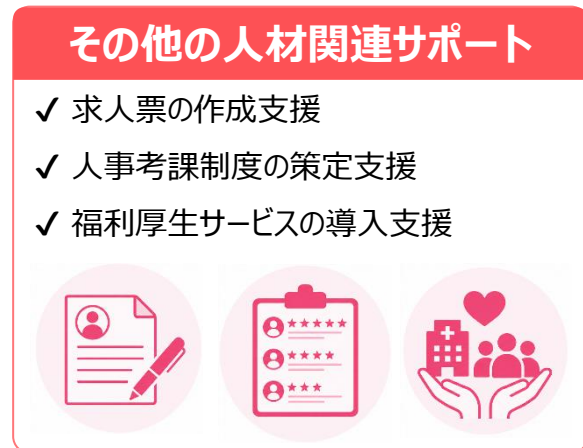 その他の人材関連サポート
✓ 求人票の作成支援
✓ 人事考課制度の策定支援
✓ 福利厚生サービスの導入支援